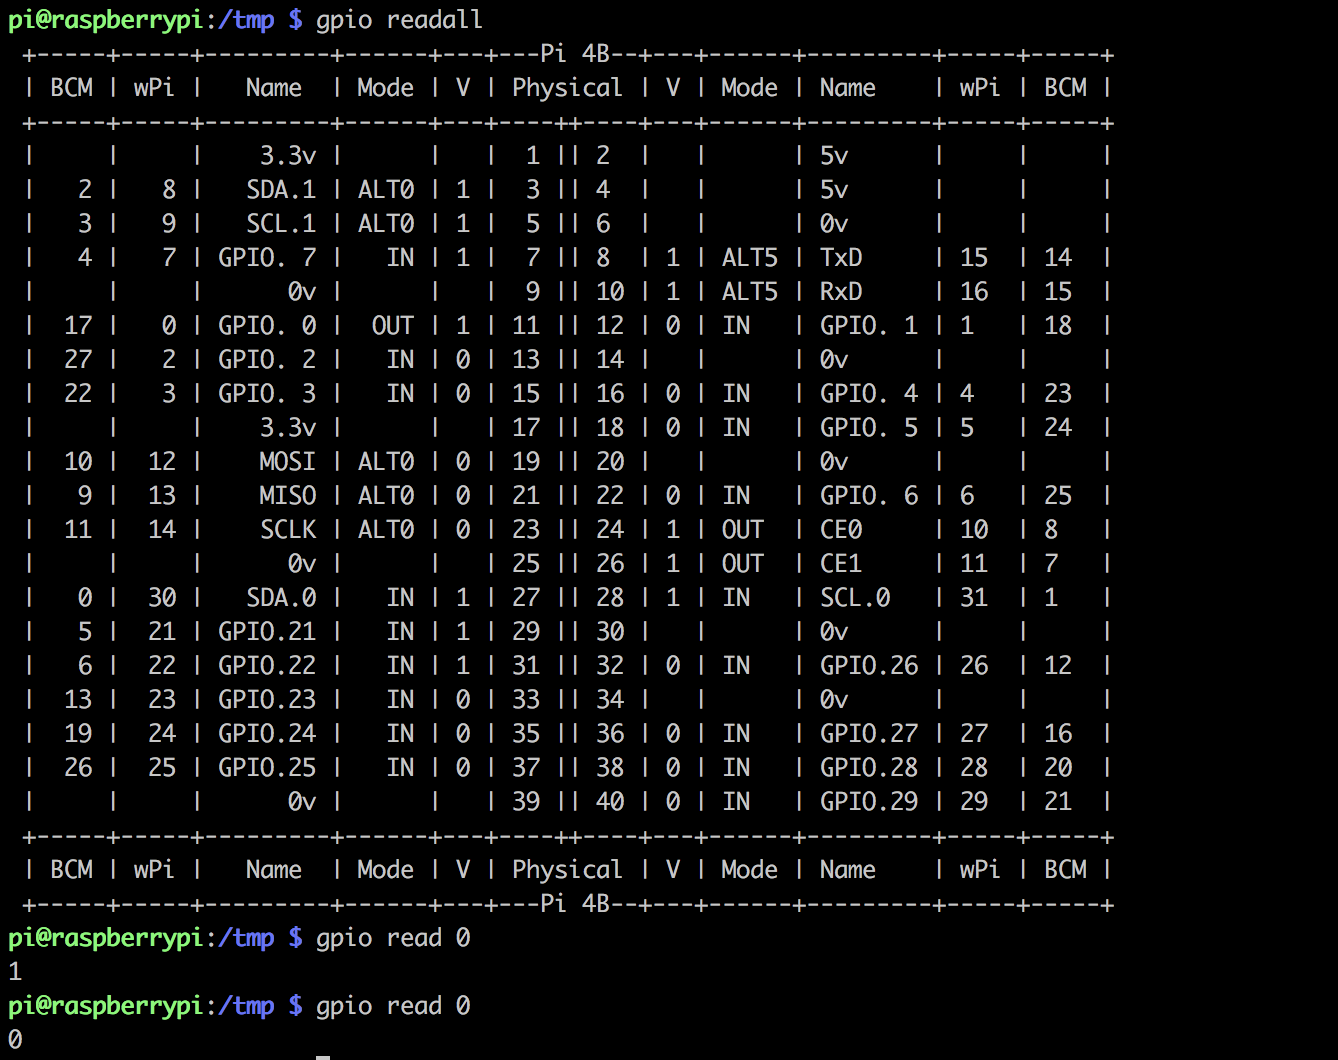 pi@raspberrypi:/tmp $ gpio readall
 +-----+-----+---------+------+---+---Pi 4B--+---+------+---------+-----+-----+
 | BCM | wPi |   Name  | Mode | V | Physical | V | Mode | Name    | wPi | BCM |
 +-----+-----+---------+------+---+----++----+---+------+---------+-----+-----+
 |     |     |    3.3v |      |   |  1 || 2  |   |      | 5v      |     |     |
 |   2 |   8 |   SDA.1 | ALT0 | 1 |  3 || 4  |   |      | 5v      |     |     |
 |   3 |   9 |   SCL.1 | ALT0 | 1 |  5 || 6  |   |      | 0v      |     |     |
 |   4 |   7 | GPIO. 7 |   IN | 1 |  7 || 8  | 1 | ALT5 | TxD     | 15  | 14  |
 |     |     |      0v |      |   |  9 || 10 | 1 | ALT5 | RxD     | 16  | 15  |
 |  17 |   0 | GPIO. 0 |  OUT | 1 | 11 || 12 | 0 | IN   | GPIO. 1 | 1   | 18  |
 |  27 |   2 | GPIO. 2 |   IN | 0 | 13 || 14 |   |      | 0v      |     |     |
 |  22 |   3 | GPIO. 3 |   IN | 0 | 15 || 16 | 0 | IN   | GPIO. 4 | 4   | 23  |
 |     |     |    3.3v |      |   | 17 || 18 | 0 | IN   | GPIO. 5 | 5   | 24  |
 |  10 |  12 |    MOSI | ALT0 | 0 | 19 || 20 |   |      | 0v      |     |     |
 |   9 |  13 |    MISO | ALT0 | 0 | 21 || 22 | 0 | IN   | GPIO. 6 | 6   | 25  |
 |  11 |  14 |    SCLK | ALT0 | 0 | 23 || 24 | 1 | OUT  | CE0     | 10  | 8   |
 |     |     |      0v |      |   | 25 || 26 | 1 | OUT  | CE1     | 11  | 7   |
 |   0 |  30 |   SDA.0 |   IN | 1 | 27 || 28 | 1 | IN   | SCL.0   | 31  | 1   |
 |   5 |  21 | GPIO.21 |   IN | 1 | 29 || 30 |   |      | 0v      |     |     |
 |   6 |  22 | GPIO.22 |   IN | 1 | 31 || 32 | 0 | IN   | GPIO.26 | 26  | 12  |
 |  13 |  23 | GPIO.23 |   IN | 0 | 33 || 34 |   |      | 0v      |     |     |
 |  19 |  24 | GPIO.24 |   IN | 0 | 35 || 36 | 0 | IN   | GPIO.27 | 27  | 16  |
 |  26 |  25 | GPIO.25 |   IN | 0 | 37 || 38 | 0 | IN   | GPIO.28 | 28  | 20  |
 |     |     |      0v |      |   | 39 || 40 | 0 | IN   | GPIO.29 | 29  | 21  |
 +-----+-----+---------+------+---+----++----+---+------+---------+-----+-----+
 | BCM | wPi |   Name  | Mode | V | Physical | V | Mode | Name    | wPi | BCM |
 +-----+-----+---------+------+---+---Pi 4B--+---+------+---------+-----+-----+
pi@raspberrypi:/tmp $ gpio read 0
1
pi@raspberrypi:/tmp $ gpio read 0
0